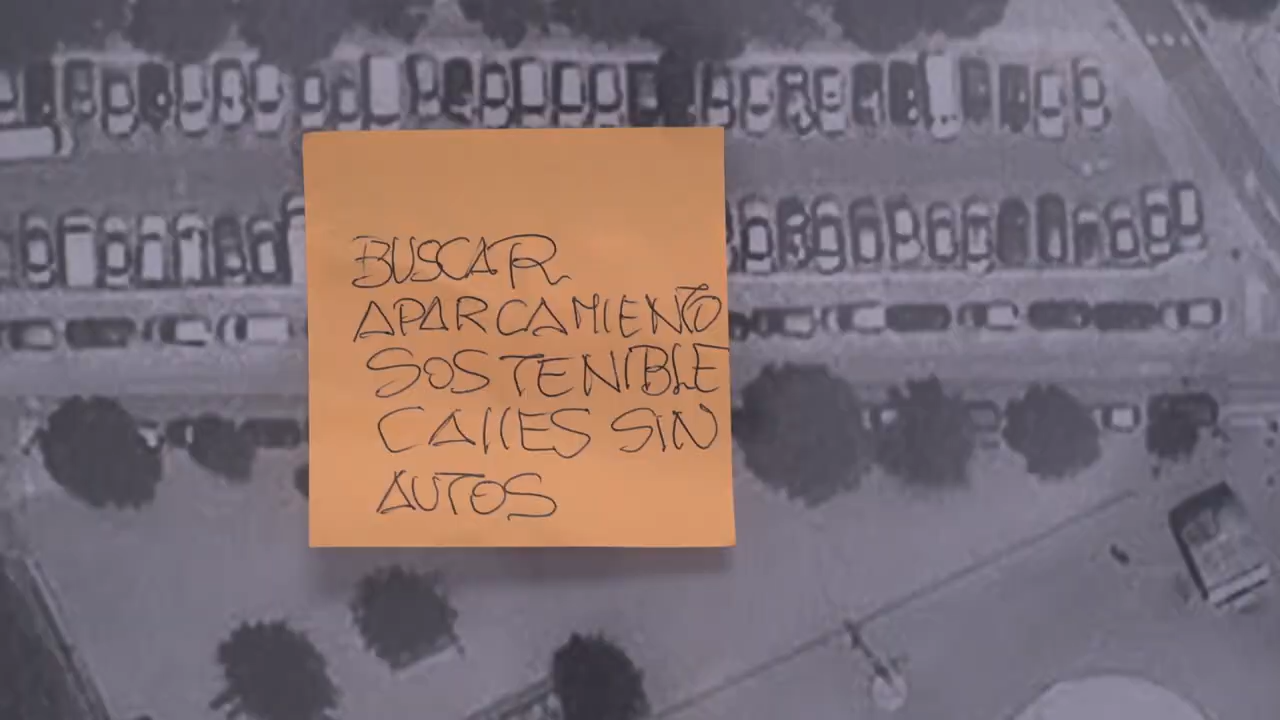 BUSCAR
APARCAMIENTO
SOSTENIBLE
CALLES SIN
AUTOS